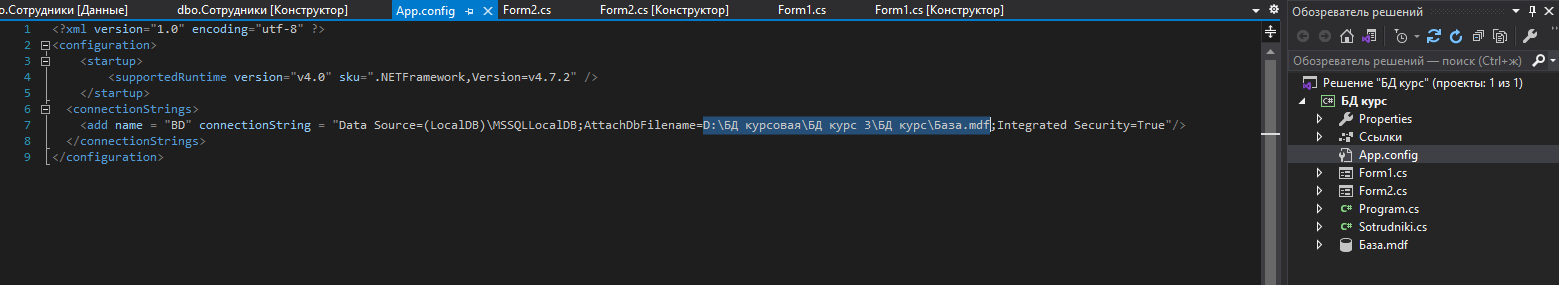 о.Сотрудники [Данные] dbo.Сотрудники [Конструктор] App.config Form2.cs Form2.cs [Конструктор] Form1.cs Form1.cs [Конструктор]
1 <?xml version="1.0" encoding="utf-8" ?>
2 <configuration>
3 <startup>
4 <supportedRuntime version="v4.0" sku=".NETFramework,Version=v4.7.2" />
5 </startup>
6 <connectionStrings>
7 <add name = "BD" connectionString = "Data Source=(LocalDB)\MSSQLLocalDB;AttachDbFilename=D:\БД курсовая\БД курс 3\БД курс\База.mdf;Integrated Security=True"/>
8 </connectionStrings>
9 </configuration>
Обозреватель решений
Обозреватель решений — поиск (Ctrl+ж)
Решение "БД курс" (проекты: 1 из 1)
C# БД курс
Properties
Ссылки
App.config
Form1.cs
Form2.cs
C# Program.cs
C# Sotrudniki.cs
База.mdf